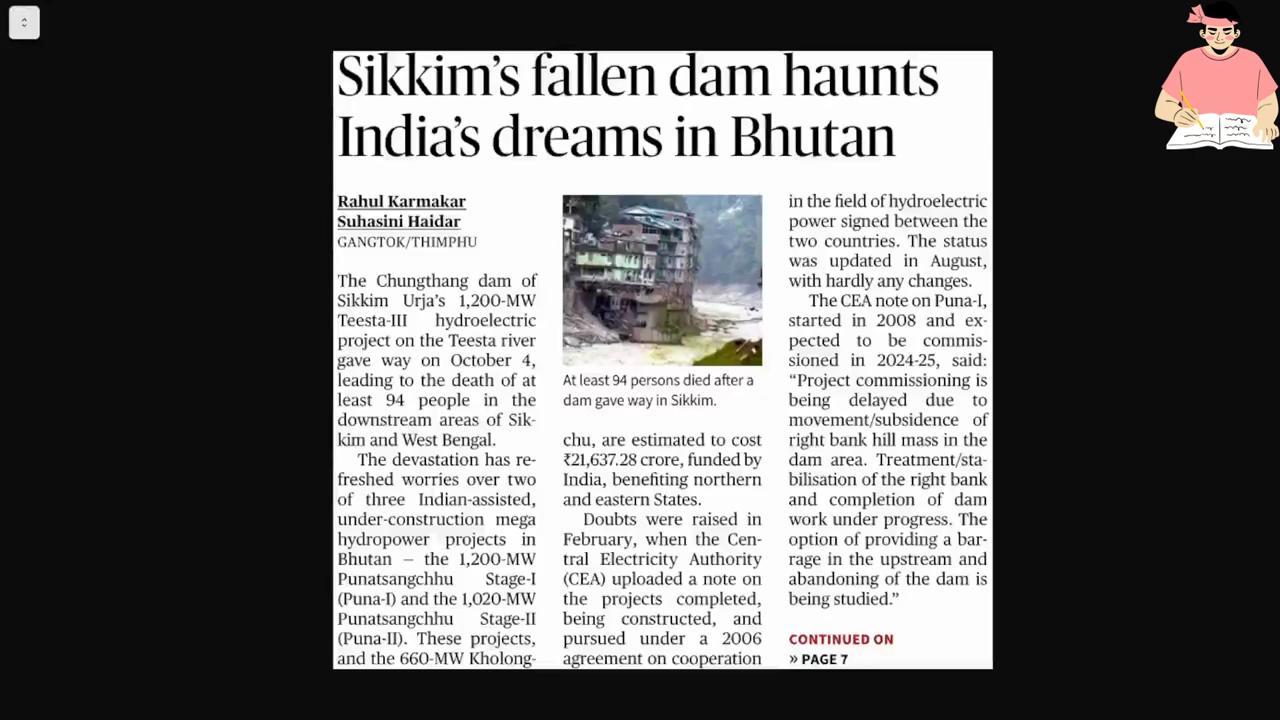 Sikkim's fallen dam haunts
India's dreams in Bhutan
Rahul Karmakar
Suhasini Haidar
GANGTOK/THIMPHU
The Chungthang dam of
Sikkim Urja's 1,200-MW
Teesta-III hydroelectric
project on the Teesta river
gave way on October 4,
leading to the death of at
least 94 people in the
downstream areas of Sik-
kim and West Bengal.
The devastation has re-
freshed worries over two
of three Indian-assisted,
under-construction mega
hydropower projects in
Bhutan — the 1,200-MW
Punatsangchhu Stage-I
(Puna-I) and the 1,020-MW
Punatsangchhu Stage-II
(Puna-II). These projects,
and the 660-MW Kholong-
At least 94 persons died after a
dam gave way in Sikkim.
chu, are estimated to cost
₹21,637.28 crore, funded by
India, benefiting northern
and eastern States.
Doubts were raised in
February, when the Cen-
tral Electricity Authority
(CEA) uploaded a note on
the projects completed,
being constructed, and
pursued under a 2006
agreement on cooperation
in the field of hydroelectric
power signed between the
two countries. The status
was updated in August,
with hardly any changes.
The CEA note on Puna-I,
started in 2008 and ex-
pected to be commis-
sioned in 2024-25, said:
“Project commissioning is
being delayed due to
movement/subsidence of
right bank hill mass in the
dam area. Treatment/sta-
bilisation of the right bank
and completion of dam
work under progress. The
option of providing a bar-
rage in the upstream and
abandoning of the dam is
being studied.”
CONTINUED ON
» PAGE 7